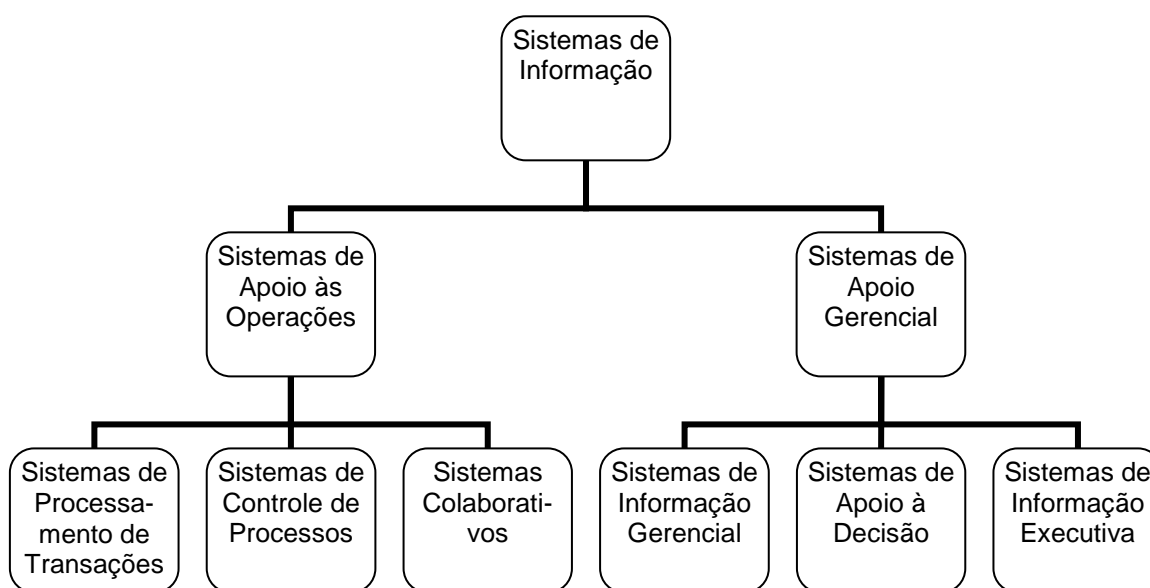 Sistemas de
Informação
Sistemas de
Apoio às
Operações
Sistemas de
Apoio
Gerencial
Sistemas de
Processa-
mento de
Transações
Sistemas de
Controle de
Processos
Sistemas
Colaborati-
vos
Sistemas de
Informação
Gerencial
Sistemas de
Apoio à
Decisão
Sistemas de
Informação
Executiva